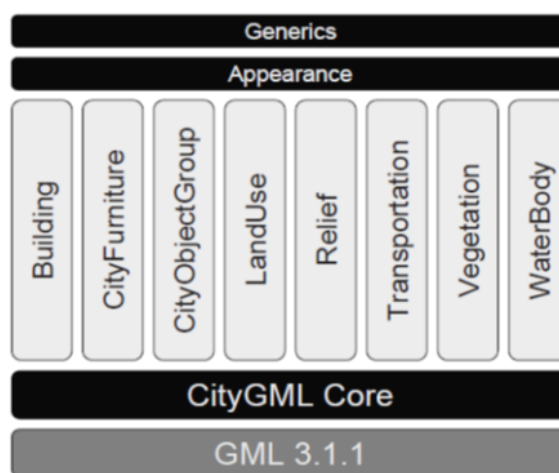 Generics
Appearance
Building
CityFurniture
CityObjectGroup
LandUse
Relief
Transportation
Vegetation
WaterBody
CityGML Core
GML 3.1.1